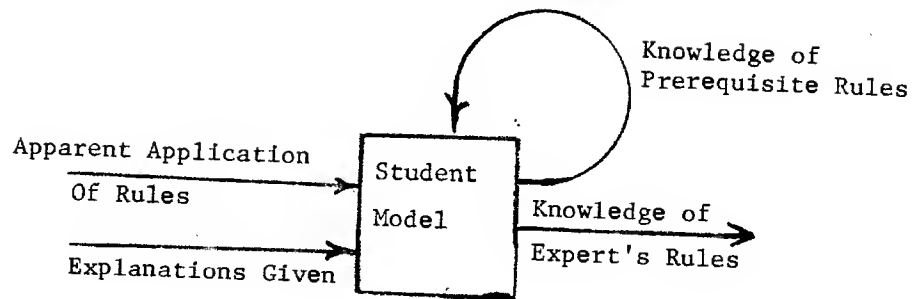 Knowledge of
Prerequisite Rules
Apparent Application
Of Rules
Explanations Given
Student
Model
Knowledge of
Expert's Rules